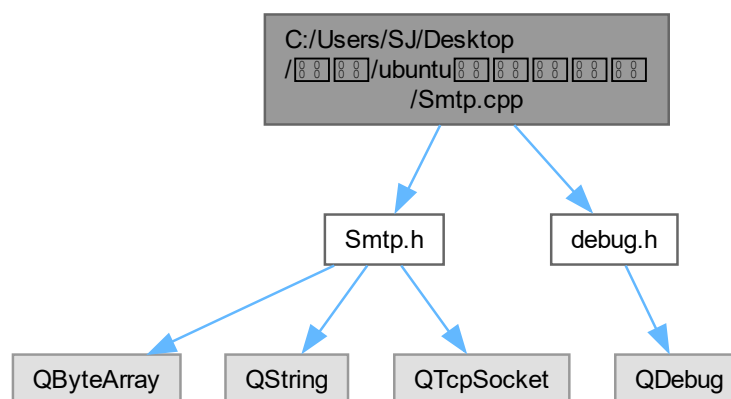 C:/Users/SJ/Desktop
//ubuntu
/Smtp.cpp
Smtp.h
debug.h
QByteArray
QString
QTcpSocket
QDebug